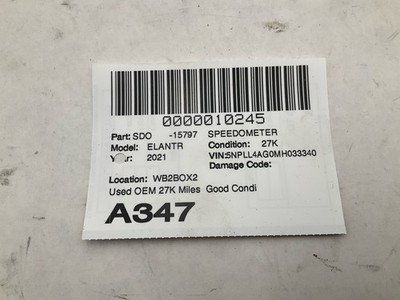 0000010245
Part: SDO -15797 SPEEDOMETER
Model: ELANTR Condition: 27K
Year: 2021 VIN:5NPLL4AG0MH033340
Damage Code:
Location: WB2BOX2
Used OEM 27K Miles Good Condi
A347